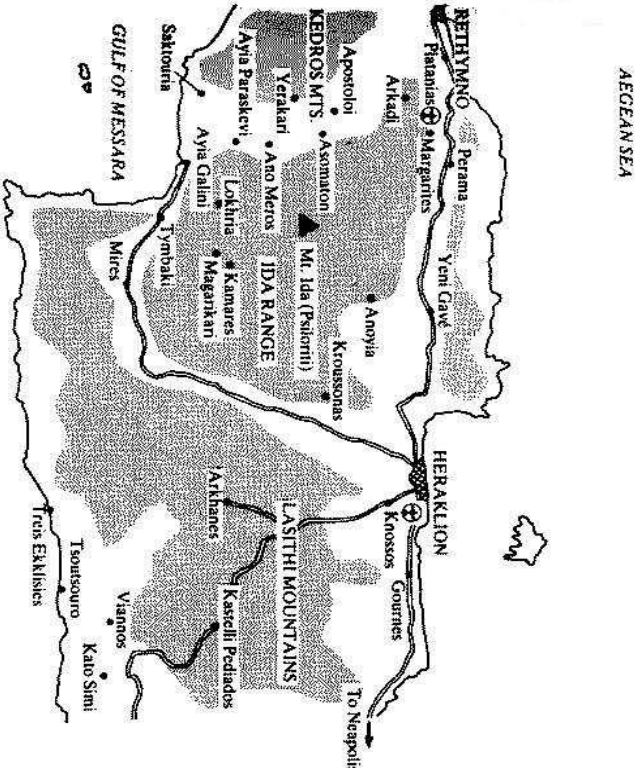 AEGEAN SEA
RETHYMNO
Platanias
Perama
Margarites
Arkadi
Yeni Gavé
HERAKLION
Knossos
Gournes
To Neapolis
Apostoloi
KEDROS MTS.
Asomaton
Yerakari
Ano Meros
Ayia Paraskevi
Saktouria
Mt. Ida (Psiloriti)
Anoyia
IDA RANGE
Kroussonas
Lokhria
Kamares
Magarikari
Ayia Galini
GULF OF MESSARA
Tymbaki
Mires
LASITHI MOUNTAINS
Arkhanes
Kastelli Pediados
Viannos
Kato Simi
Tsoutsouro
Treis Ekklisies